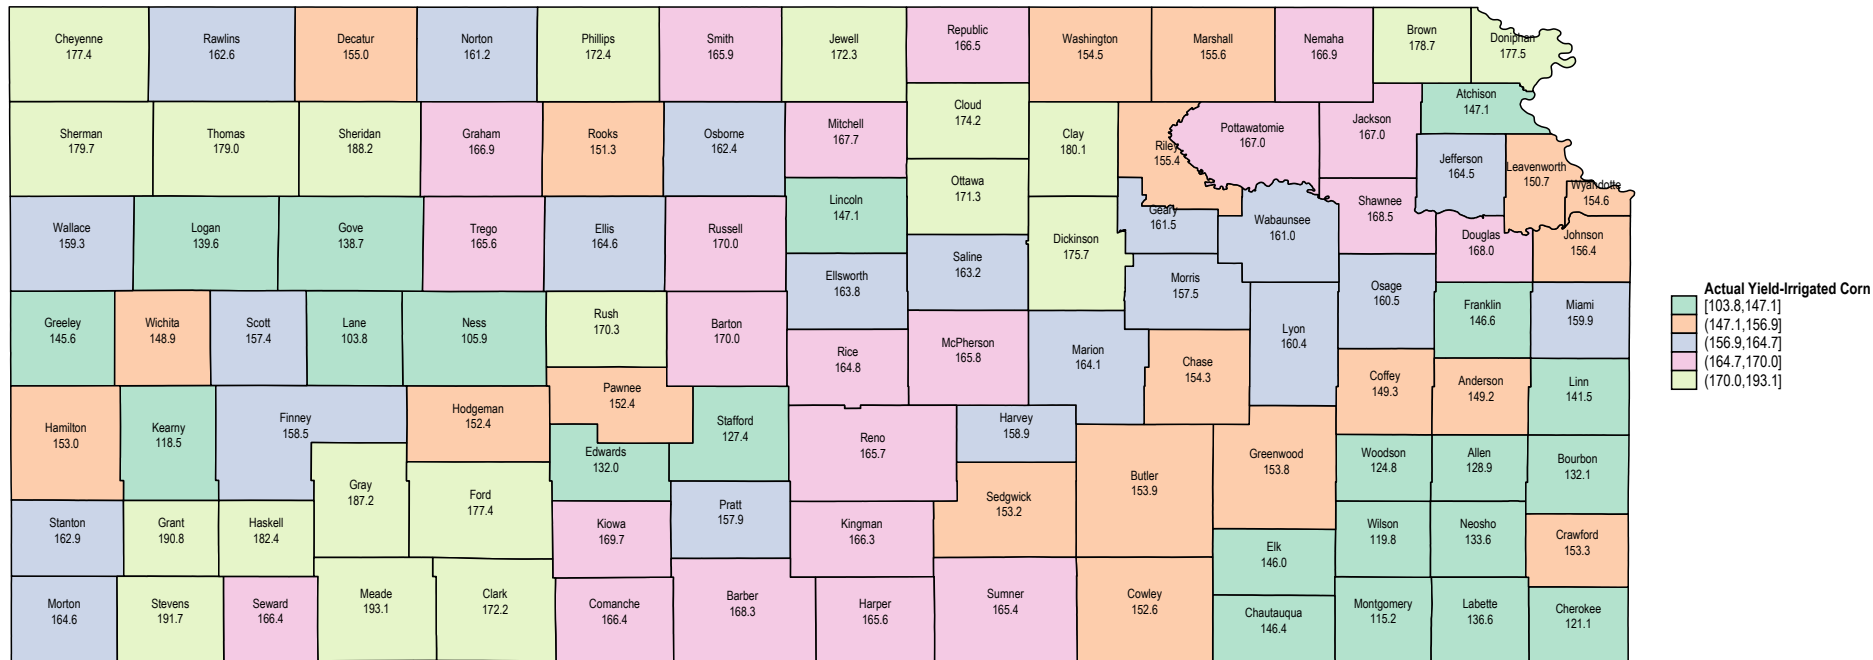 Cheyenne
177.4
Rawlins
162.6
Decatur
155.0
Norton
161.2
Phillips
172.4
Smith
165.9
Jewell
172.3
Republic
166.5
Washington
154.5
Marshall
155.6
Nemaha
166.9
Brown
178.7
Doniphan
177.5
Sherman
179.7
Thomas
179.0
Sheridan
188.2
Graham
166.9
Rooks
151.3
Osborne
162.4
Mitchell
167.7
Cloud
174.2
Clay
180.1
Riley
155.4
Pottawatomie
167.0
Jackson
167.0
Atchison
147.1
Jefferson
164.5
Leavenworth
150.7
Wyandotte
154.6
Wallace
159.3
Logan
139.6
Gove
138.7
Trego
165.6
Ellis
164.6
Russell
170.0
Lincoln
147.1
Ottawa
171.3
Saline
163.2
Dickinson
175.7
Geary
161.5
Wabaunsee
161.0
Shawnee
168.5
Douglas
168.0
Johnson
156.4
Ellsworth
163.8
Morris
157.5
Osage
160.5
Franklin
146.6
Miami
159.9
Greeley
145.6
Wichita
148.9
Scott
157.4
Lane
103.8
Ness
105.9
Rush
170.3
Barton
170.0
Rice
164.8
McPherson
165.8
Marion
164.1
Chase
154.3
Lyon
160.4
Coffey
149.3
Anderson
149.2
Linn
141.5
Hamilton
153.0
Kearny
118.5
Finney
158.5
Hodgeman
152.4
Pawnee
152.4
Stafford
127.4
Edwards
132.0
Reno
165.7
Harvey
158.9
Butler
153.9
Greenwood
153.8
Woodson
124.8
Allen
128.9
Bourbon
132.1
Gray
187.2
Ford
177.4
Pratt
157.9
Sedgwick
153.2
Stanton
162.9
Grant
190.8
Haskell
182.4
Kiowa
169.7
Kingman
166.3
Elk
146.0
Wilson
119.8
Neosho
133.6
Crawford
153.3
Morton
164.6
Stevens
191.7
Seward
166.4
Meade
193.1
Clark
172.2
Comanche
166.4
Barber
168.3
Harper
165.6
Sumner
165.4
Cowley
152.6
Chautauqua
146.4
Montgomery
115.2
Labette
136.6
Cherokee
121.1
Actual Yield-Irrigated Corn
[103.8,147.1]
(147.1,156.9]
(156.9,164.7]
(164.7,170.0]
(170.0,193.1]